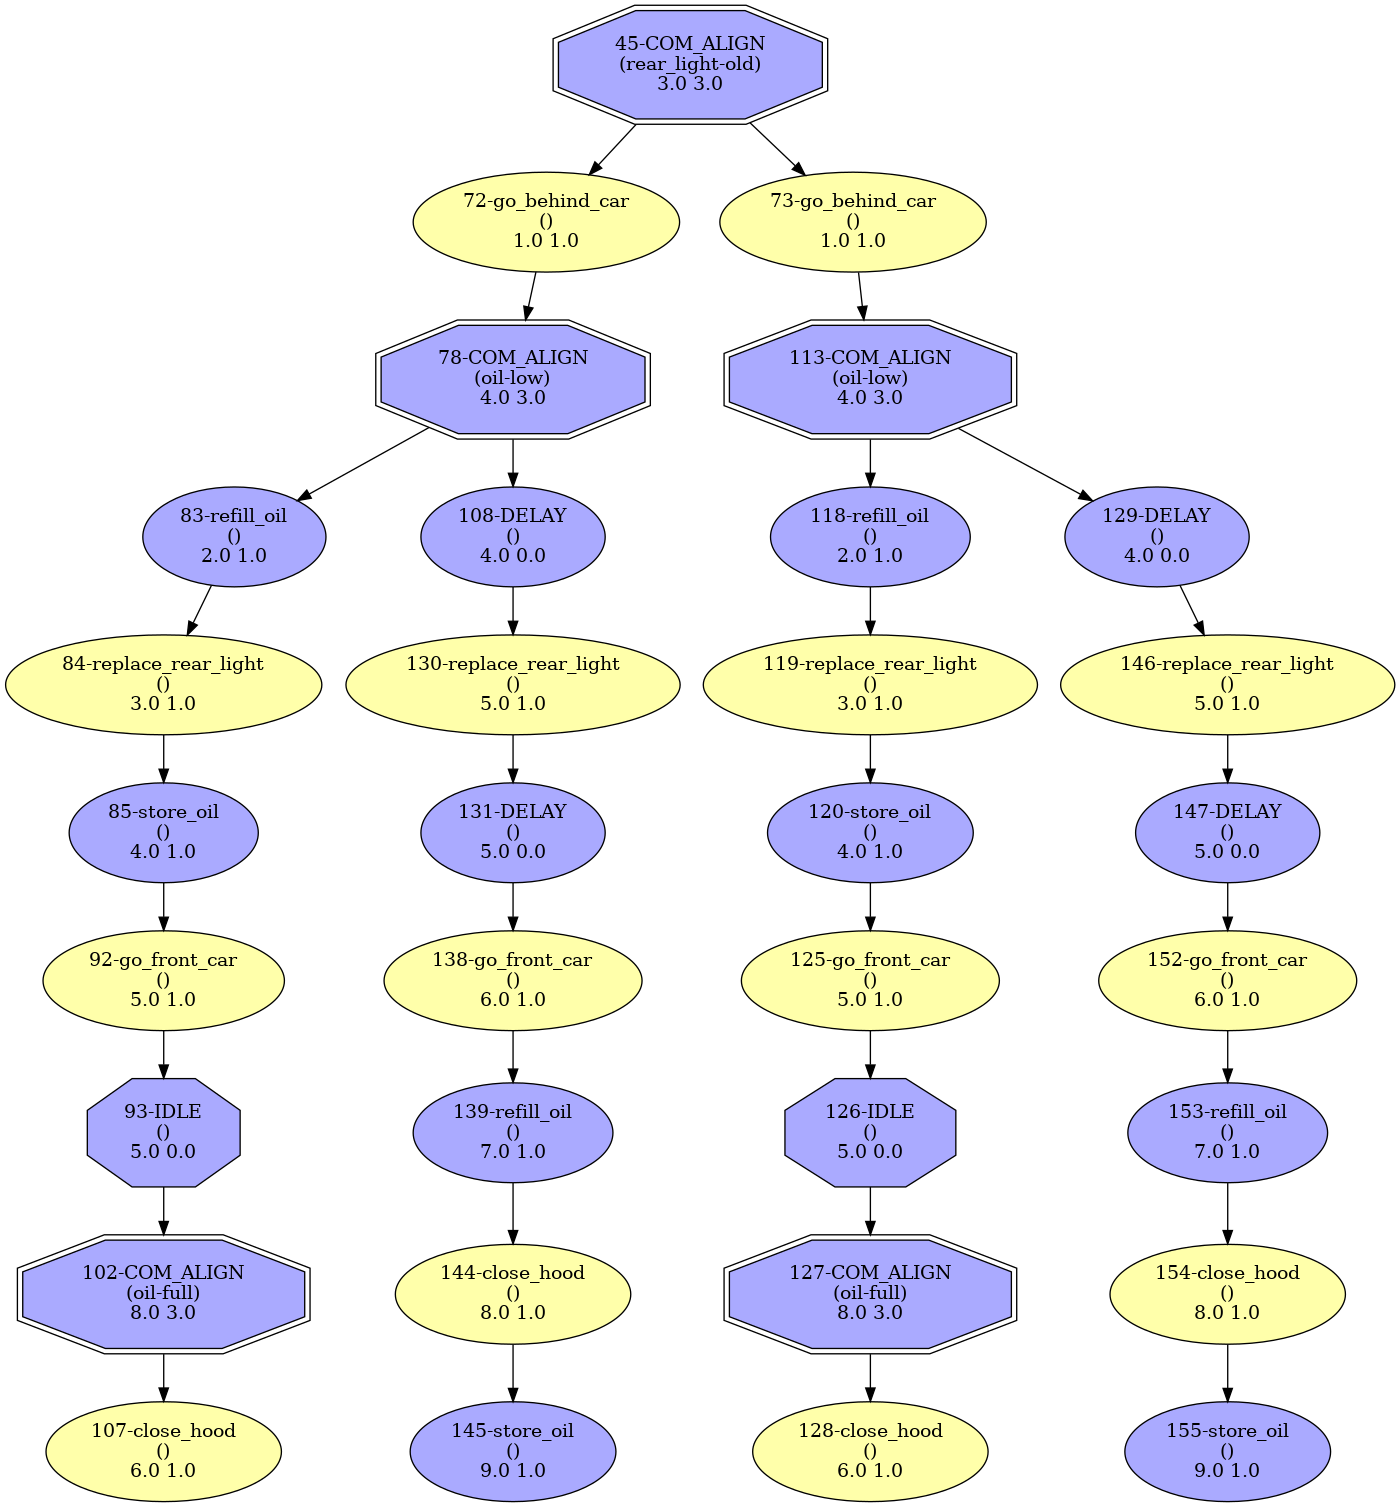 45-COM_ALIGN
(rear_light-old)
3.0 3.0
72-go_behind_car
()
1.0 1.0
73-go_behind_car
()
1.0 1.0
78-COM_ALIGN
(oil-low)
4.0 3.0
113-COM_ALIGN
(oil-low)
4.0 3.0
83-refill_oil
()
2.0 1.0
108-DELAY
()
4.0 0.0
118-refill_oil
()
2.0 1.0
129-DELAY
()
4.0 0.0
84-replace_rear_light
()
3.0 1.0
130-replace_rear_light
()
5.0 1.0
119-replace_rear_light
()
3.0 1.0
146-replace_rear_light
()
5.0 1.0
85-store_oil
()
4.0 1.0
131-DELAY
()
5.0 0.0
120-store_oil
()
4.0 1.0
147-DELAY
()
5.0 0.0
92-go_front_car
()
5.0 1.0
138-go_front_car
()
6.0 1.0
125-go_front_car
()
5.0 1.0
152-go_front_car
()
6.0 1.0
93-IDLE
()
5.0 0.0
139-refill_oil
()
7.0 1.0
126-IDLE
()
5.0 0.0
153-refill_oil
()
7.0 1.0
102-COM_ALIGN
(oil-full)
8.0 3.0
144-close_hood
()
8.0 1.0
127-COM_ALIGN
(oil-full)
8.0 3.0
154-close_hood
()
8.0 1.0
107-close_hood
()
6.0 1.0
145-store_oil
()
9.0 1.0
128-close_hood
()
6.0 1.0
155-store_oil
()
9.0 1.0